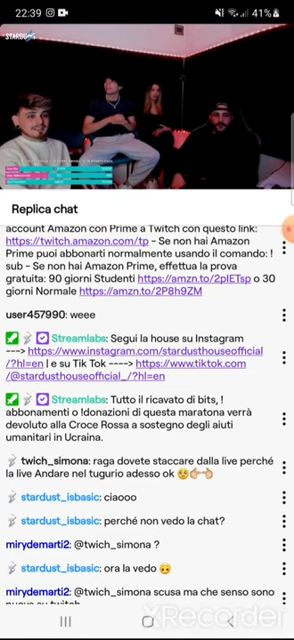 22:39
41%
STARDUST
Replica chat
account Amazon con Prime a Twitch con questo link:
https://twitch.amazon.com/tp - Se non hai Amazon
Prime puoi abbonarti normalmente usando il comando: !
sub - Se non hai Amazon Prime, effettua la prova
gratuita: 90 giorni Studenti https://amzn.to/2pIETsp o 30
giorni Normale https://amzn.to/2P8h9ZM
user457990: weee
Streamlabs: Segui la house su Instagram
---> https://www.instagram.com/stardusthouseofficial
/?hl=en | e su Tik Tok ----> https://www.tiktok.com
/@stardusthouseofficial_/?hl=en
Streamlabs: Tutto il ricavato di bits, !
abbonamenti o !donazioni di questa maratona verrà
devoluto alla Croce Rossa a sostegno degli aiuti
umanitari in Ucraina.
twich_simona: raga dovete staccare dalla live perché
la live Andare nel tugurio adesso ok 🥺👉👈
stardust_isbasic: ciaooo
stardust_isbasic: perché non vedo la chat?
mirydemarti2: @twich_simona ?
stardust_isbasic: ora la vedo 😞
mirydemarti2: @twich_simona scusa ma che senso sono
nuova su twitch
XRecorder